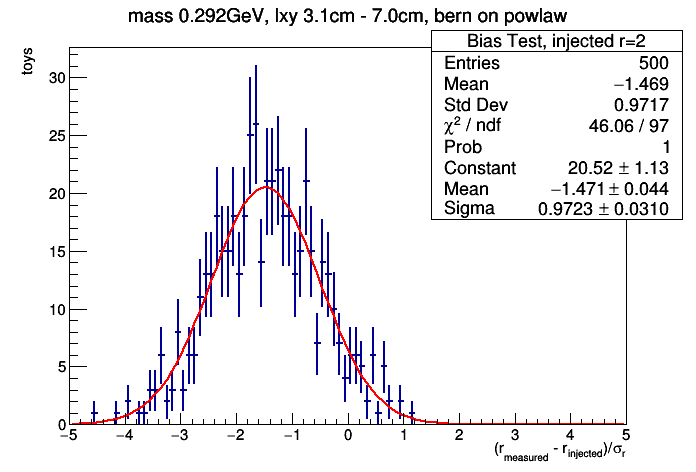 mass 0.292GeV, lxy 3.1cm - 7.0cm, bern on powlaw
toys
Bias Test, injected r=2
Entries 500
Mean −1.469
Std Dev 0.9717
χ² / ndf 46.06 / 97
Prob 1
Constant 20.52 ± 1.13
Mean −1.471 ± 0.044
Sigma 0.9723 ± 0.0310
30
25
20
15
10
5
0
−5 −4 −3 −2 −1 0 1 2 3 4 5
(r_measured - r_injected)/σ_r